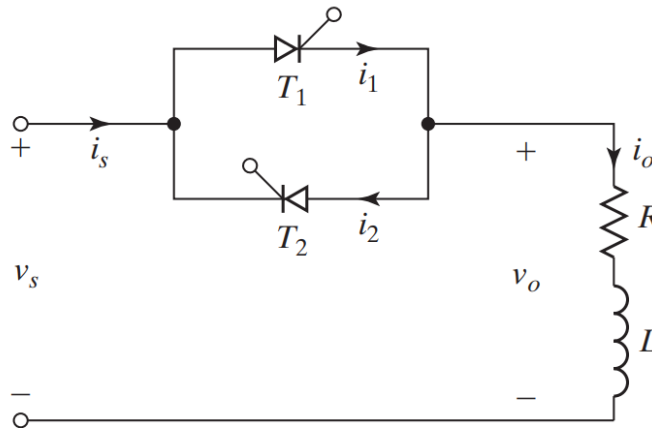 T1
i1
+
is
+
io
T2
i2
R
vs
vo
L
−
−